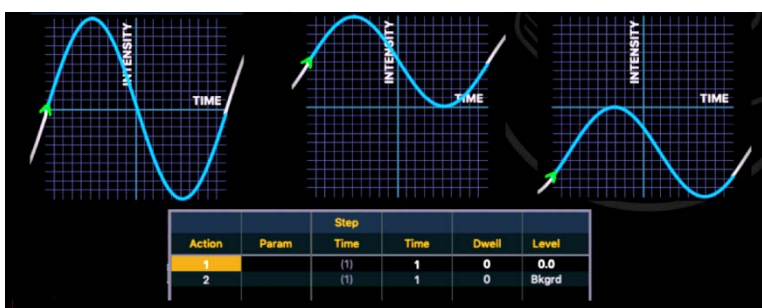 INTENSITY
TIME
INTENSITY
TIME
INTENSITY
TIME
Step
Action Param Time Time Dwell Level
1 (1) 1 0 0.0
2 (1) 1 0 Bkgrd